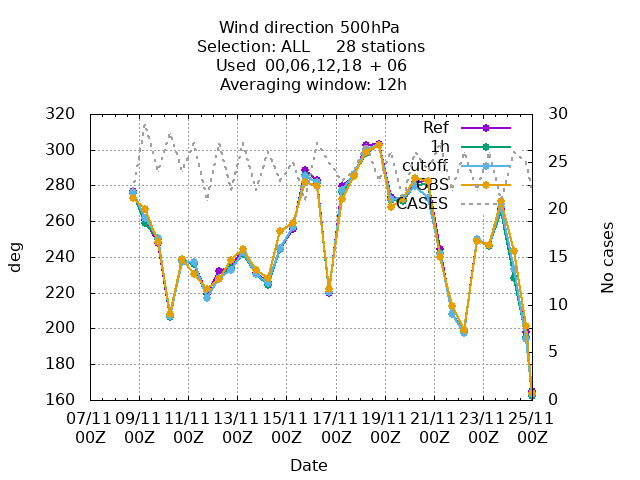 Wind direction 500hPa
Selection: ALL 28 stations
Used 00,06,12,18 + 06
Averaging window: 12h
320
300
280
260
240
220
200
180
160
deg
30
25
20
15
10
5
0
No cases
Ref
1h
cutoff
GBS
CASES
07/11 09/11 11/11 13/11 15/11 17/11 19/11 21/11 23/11 25/11
00Z 00Z 00Z 00Z 00Z 00Z 00Z 00Z 00Z 00Z
Date